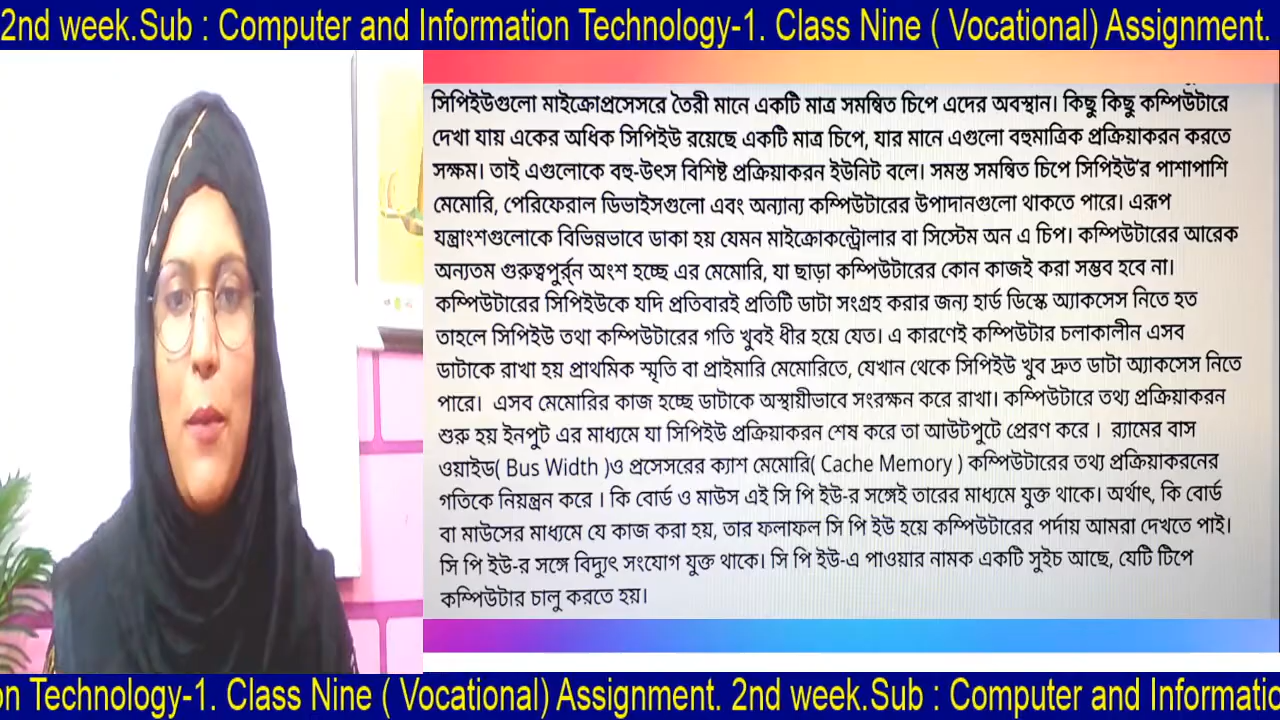 2nd week.Sub : Computer and Information Technology-1. Class Nine ( Vocational) Assignment.
সিপিইউগুলো মাইক্রোপ্রসেসরে তৈরী মানে একটি মাত্র সমন্বিত চিপে এদের অবস্থান। কিছু কিছু কম্পিউটারে
দেখা যায় একের অধিক সিপিইউ রয়েছে একটি মাত্র চিপে, যার মানে এগুলো বহুমাত্রিক প্রক্রিয়াকরন করতে
সক্ষম। তাই এগুলোকে বহু-উৎস বিশিষ্ট প্রক্রিয়াকরন ইউনিট বলে। সমস্ত সমন্বিত চিপে সিপিইউ'র পাশাপাশি
মেমোরি, পেরিফেরাল ডিভাইসগুলো এবং অন্যান্য কম্পিউটারের উপাদানগুলো থাকতে পারে। এরূপ
যন্ত্রাংশগুলোকে বিভিন্নভাবে ডাকা হয় যেমন মাইক্রোকন্ট্রোলার বা সিস্টেম অন এ চিপ। কম্পিউটারের আরেক
অন্যতম গুরুত্বপুর্র্ন অংশ হচ্ছে এর মেমোরি, যা ছাড়া কম্পিউটারের কোন কাজই করা সম্ভব হবে না।
কম্পিউটারের সিপিইউকে যদি প্রতিবারই প্রতিটি ডাটা সংগ্রহ করার জন্য হার্ড ডিস্কে অ্যাকসেস নিতে হত
তাহলে সিপিইউ তথা কম্পিউটারের গতি খুবই ধীর হয়ে যেত। এ কারণেই কম্পিউটার চলাকালীন এসব
ডাটাকে রাখা হয় প্রাথমিক স্মৃতি বা প্রাইমারি মেমোরিতে, যেখান থেকে সিপিইউ খুব দ্রুত ডাটা অ্যাকসেস নিতে
পারে। এসব মেমোরির কাজ হচ্ছে ডাটাকে অস্থায়ীভাবে সংরক্ষন করে রাখা। কম্পিউটারে তথ্য প্রক্রিয়াকরন
শুরু হয় ইনপুট এর মাধ্যমে যা সিপিইউ প্রক্রিয়াকরন শেষ করে তা আউটপুটে প্রেরণ করে । র‍্যামের বাস
ওয়াইড( Bus Width )ও প্রসেসরের ক্যাশ মেমোরি( Cache Memory ) কম্পিউটারের তথ্য প্রক্রিয়াকরনের
গতিকে নিয়ন্ত্রন করে । কি বোর্ড ও মাউস এই সি পি ইউ-র সঙ্গেই তারের মাধ্যমে যুক্ত থাকে। অর্থাৎ, কি বোর্ড
বা মাউসের মাধ্যমে যে কাজ করা হয়, তার ফলাফল সি পি ইউ হয়ে কম্পিউটারের পর্দায় আমরা দেখতে পাই।
সি পি ইউ-র সঙ্গে বিদ্যুৎ সংযোগ যুক্ত থাকে। সি পি ইউ-এ পাওয়ার নামক একটি সুইচ আছে, যেটি টিপে
কম্পিউটার চালু করতে হয়।
on Technology-1. Class Nine ( Vocational) Assignment. 2nd week.Sub : Computer and Informatio